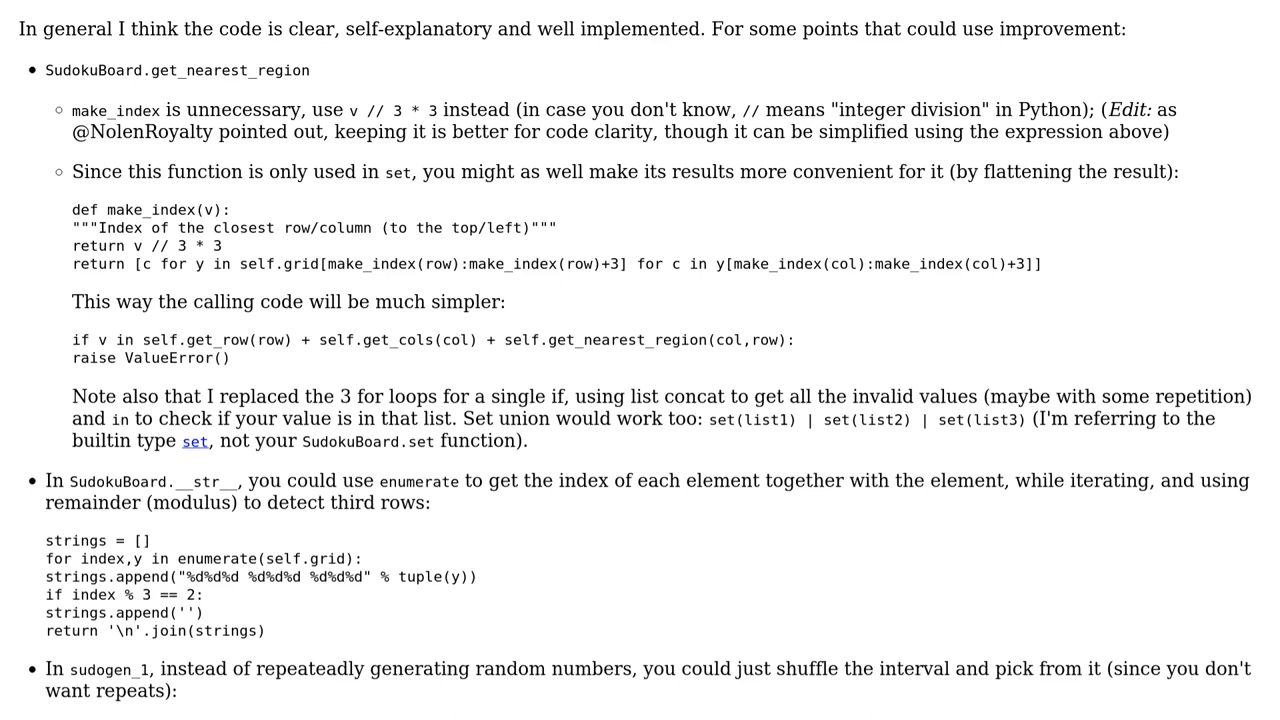 In general I think the code is clear, self-explanatory and well implemented. For some points that could use improvement:
• SudokuBoard.get_nearest_region
◦ make_index is unnecessary, use v // 3 * 3 instead (in case you don't know, // means "integer division" in Python); (Edit: as
@NolenRoyalty pointed out, keeping it is better for code clarity, though it can be simplified using the expression above)
◦ Since this function is only used in set, you might as well make its results more convenient for it (by flattening the result):
def make_index(v):
"""Index of the closest row/column (to the top/left)"""
return v // 3 * 3
return [c for y in self.grid[make_index(row):make_index(row)+3] for c in y[make_index(col):make_index(col)+3]]
This way the calling code will be much simpler:
if v in self.get_row(row) + self.get_cols(col) + self.get_nearest_region(col,row):
raise ValueError()
Note also that I replaced the 3 for loops for a single if, using list concat to get all the invalid values (maybe with some repetition)
and in to check if your value is in that list. Set union would work too: set(list1) | set(list2) | set(list3) (I'm referring to the
builtin type set, not your SudokuBoard.set function).
• In SudokuBoard.__str__, you could use enumerate to get the index of each element together with the element, while iterating, and using
remainder (modulus) to detect third rows:
strings = []
for index,y in enumerate(self.grid):
strings.append("%d%d%d %d%d%d %d%d%d" % tuple(y))
if index % 3 == 2:
strings.append('')
return '\n'.join(strings)
• In sudogen_1, instead of repeateadly generating random numbers, you could just shuffle the interval and pick from it (since you don't
want repeats):